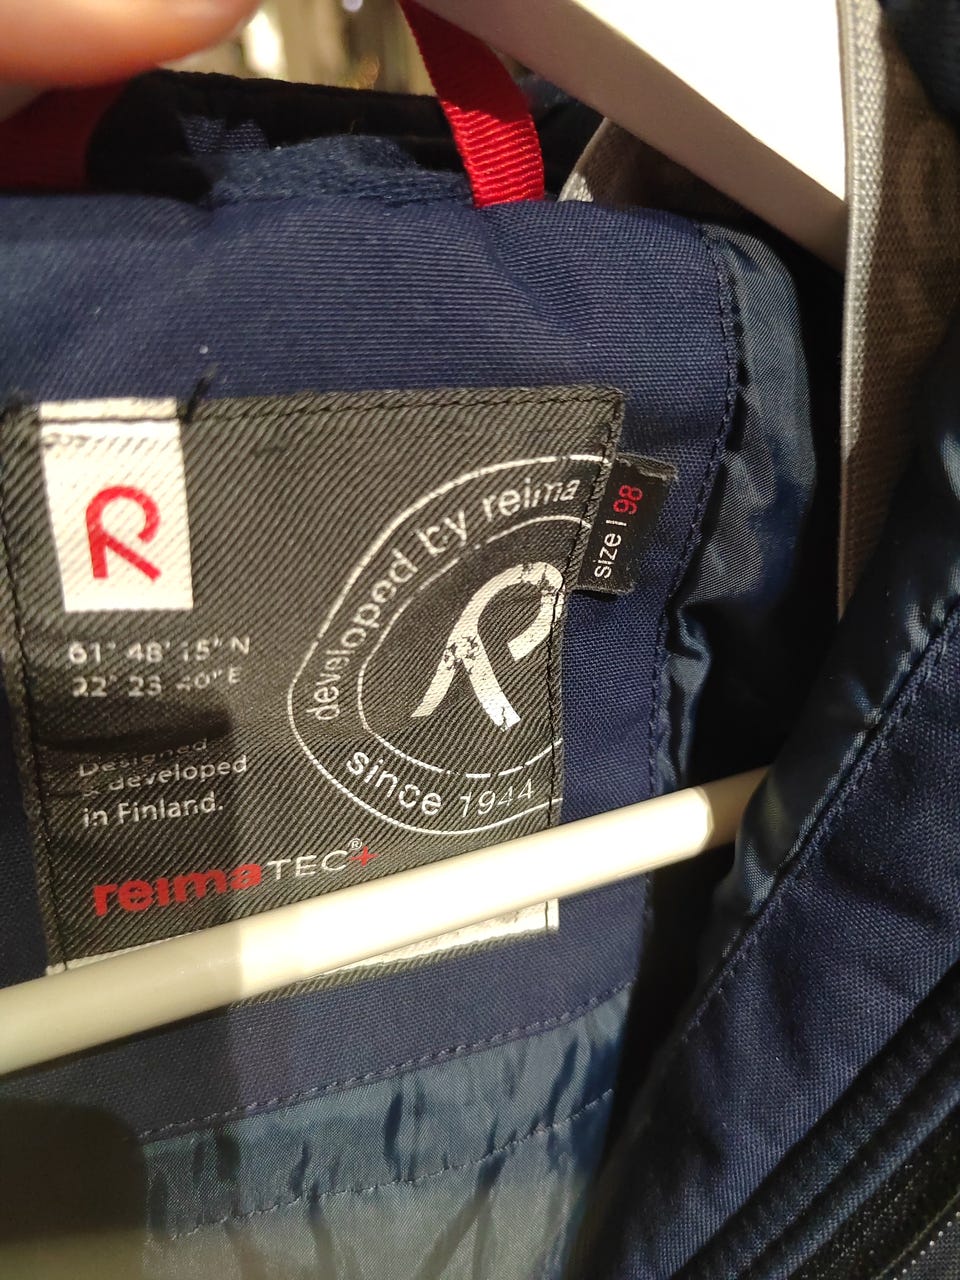 developed by reima
size | 98
61° 48' 15" N
22° 23' 40" E
Designed
& developed
in Finland.
since 1944
reimaTEC®+